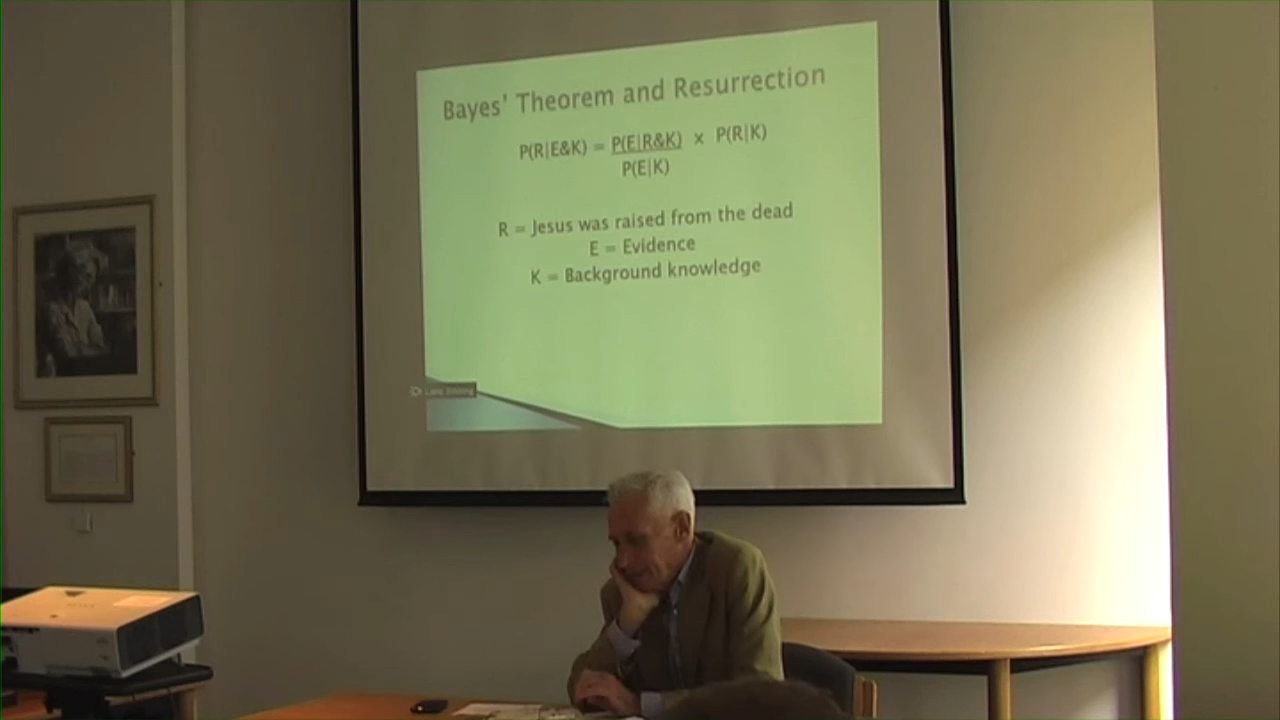 Bayes' Theorem and Resurrection
P(R|E&K) = P(E|R&K) x P(R|K)
P(E|K)
R = Jesus was raised from the dead
E = Evidence
K = Background knowledge